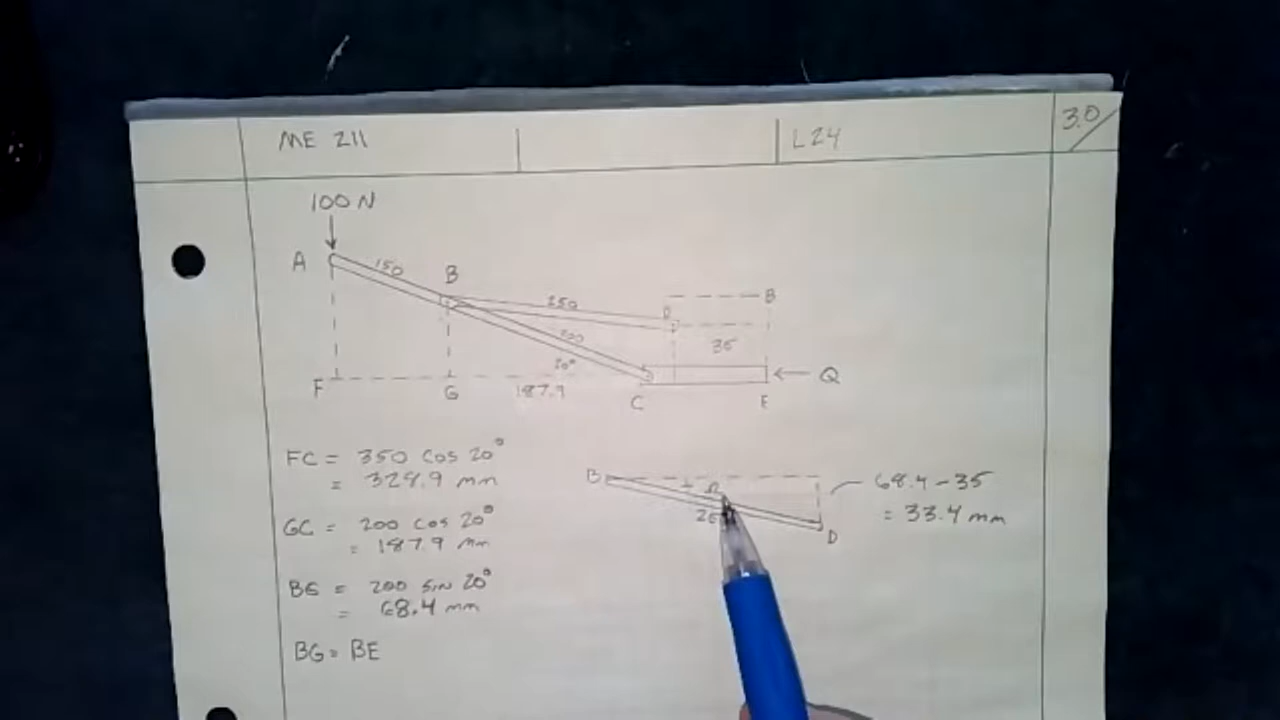 ME 211
L24
3.0/
100 N
A
150
B
250
B
200
35
20°
Q
F
G
187.9
C
E
FC = 350 cos 20°
= 328.9 mm
GC = 200 cos 20°
= 187.9 mm
BG = 200 sin 20°
= 68.4 mm
BG = BE
B
D
68.4 - 35
= 33.4 mm